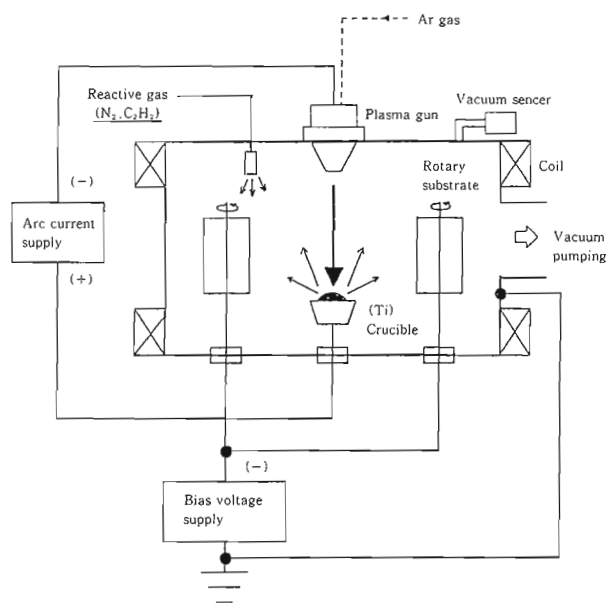 Ar gas
Reactive gas
(N₂.C₂H₂)
Plasma gun
Vacuum sencer
Rotary
substrate
Coil
(−)
Arc current
supply
(+)
Vacuum
pumping
(Ti)
Crucible
(−)
Bias voltage
supply